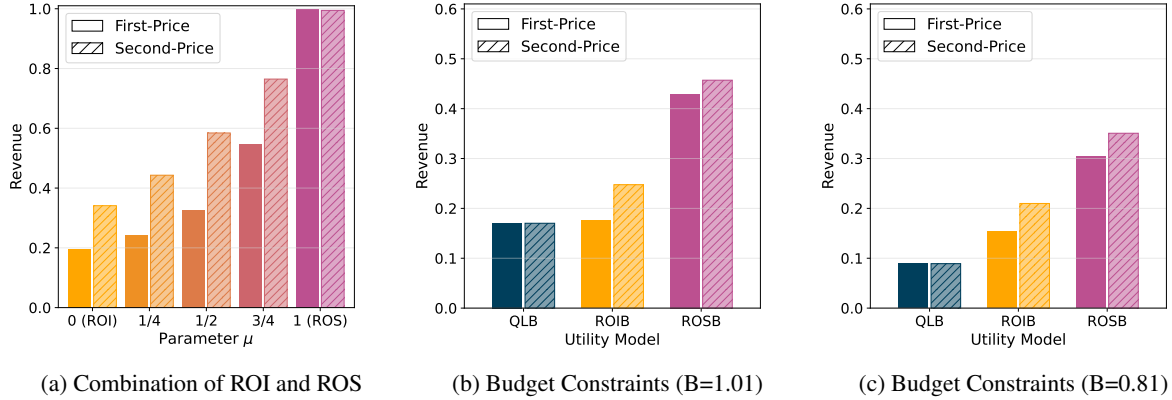 First-Price
Second-Price
Revenue
1.0
0.8
0.6
0.4
0.2
0.0
0 (ROI)
1/4
1/2
3/4
1 (ROS)
Parameter μ
(a) Combination of ROI and ROS
First-Price
Second-Price
Revenue
0.6
0.5
0.4
0.3
0.2
0.1
0.0
QLB
ROIB
ROSB
Utility Model
(b) Budget Constraints (B=1.01)
First-Price
Second-Price
Revenue
0.6
0.5
0.4
0.3
0.2
0.1
0.0
QLB
ROIB
ROSB
Utility Model
(c) Budget Constraints (B=0.81)